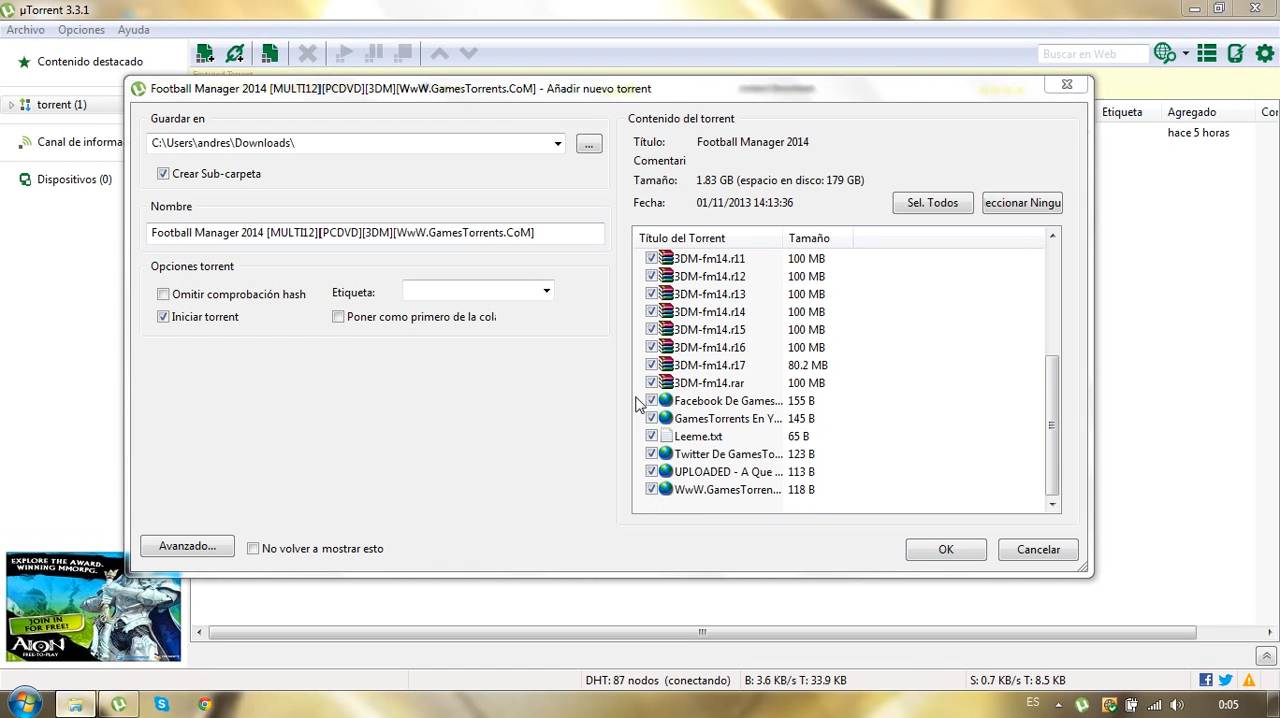 µTorrent 3.3.1
Archivo Opciones Ayuda
Contenido destacado
Buscar en Web
Football Manager 2014 [MULTI12][PCDVD][3DM][WwW.GamesTorrents.CoM] - Añadir nuevo torrent
torrent (1)
Canal de informa
Dispositivos (0)
Etiqueta Agregado Cor
hace 5 horas
Guardar en
C:\Users\andres\Downloads\
...
Crear Sub-carpeta
Nombre
Football Manager 2014 [MULTI12][PCDVD][3DM][WwW.GamesTorrents.CoM]
Opciones torrent
Omitir comprobación hash
Etiqueta:
Iniciar torrent
Poner como primero de la cola
Contenido del torrent
Título: Football Manager 2014
Comentari
Tamaño: 1.83 GB (espacio en disco: 179 GB)
Fecha: 01/11/2013 14:13:36
Sel. Todos
eccionar Ningu
Título del Torrent Tamaño
3DM-fm14.r11 100 MB
3DM-fm14.r12 100 MB
3DM-fm14.r13 100 MB
3DM-fm14.r14 100 MB
3DM-fm14.r15 100 MB
3DM-fm14.r16 100 MB
3DM-fm14.r17 80.2 MB
3DM-fm14.rar 100 MB
Facebook De Games... 155 B
GamesTorrents En Y... 145 B
Leeme.txt 65 B
Twitter De GamesTo... 123 B
UPLOADED - A Que ... 113 B
WwW.GamesTorren... 118 B
Avanzado...
No volver a mostrar esto
OK
Cancelar
EXPLORE THE AWARD-
WINNING MMORPG.
JOIN IN
FOR FREE!
AION
FREE-TO-PLAY
DHT: 87 nodos (conectando)
B: 3.6 KB/s T: 33.9 KB
S: 0.7 KB/s T: 8.5 KB
ES
0:05